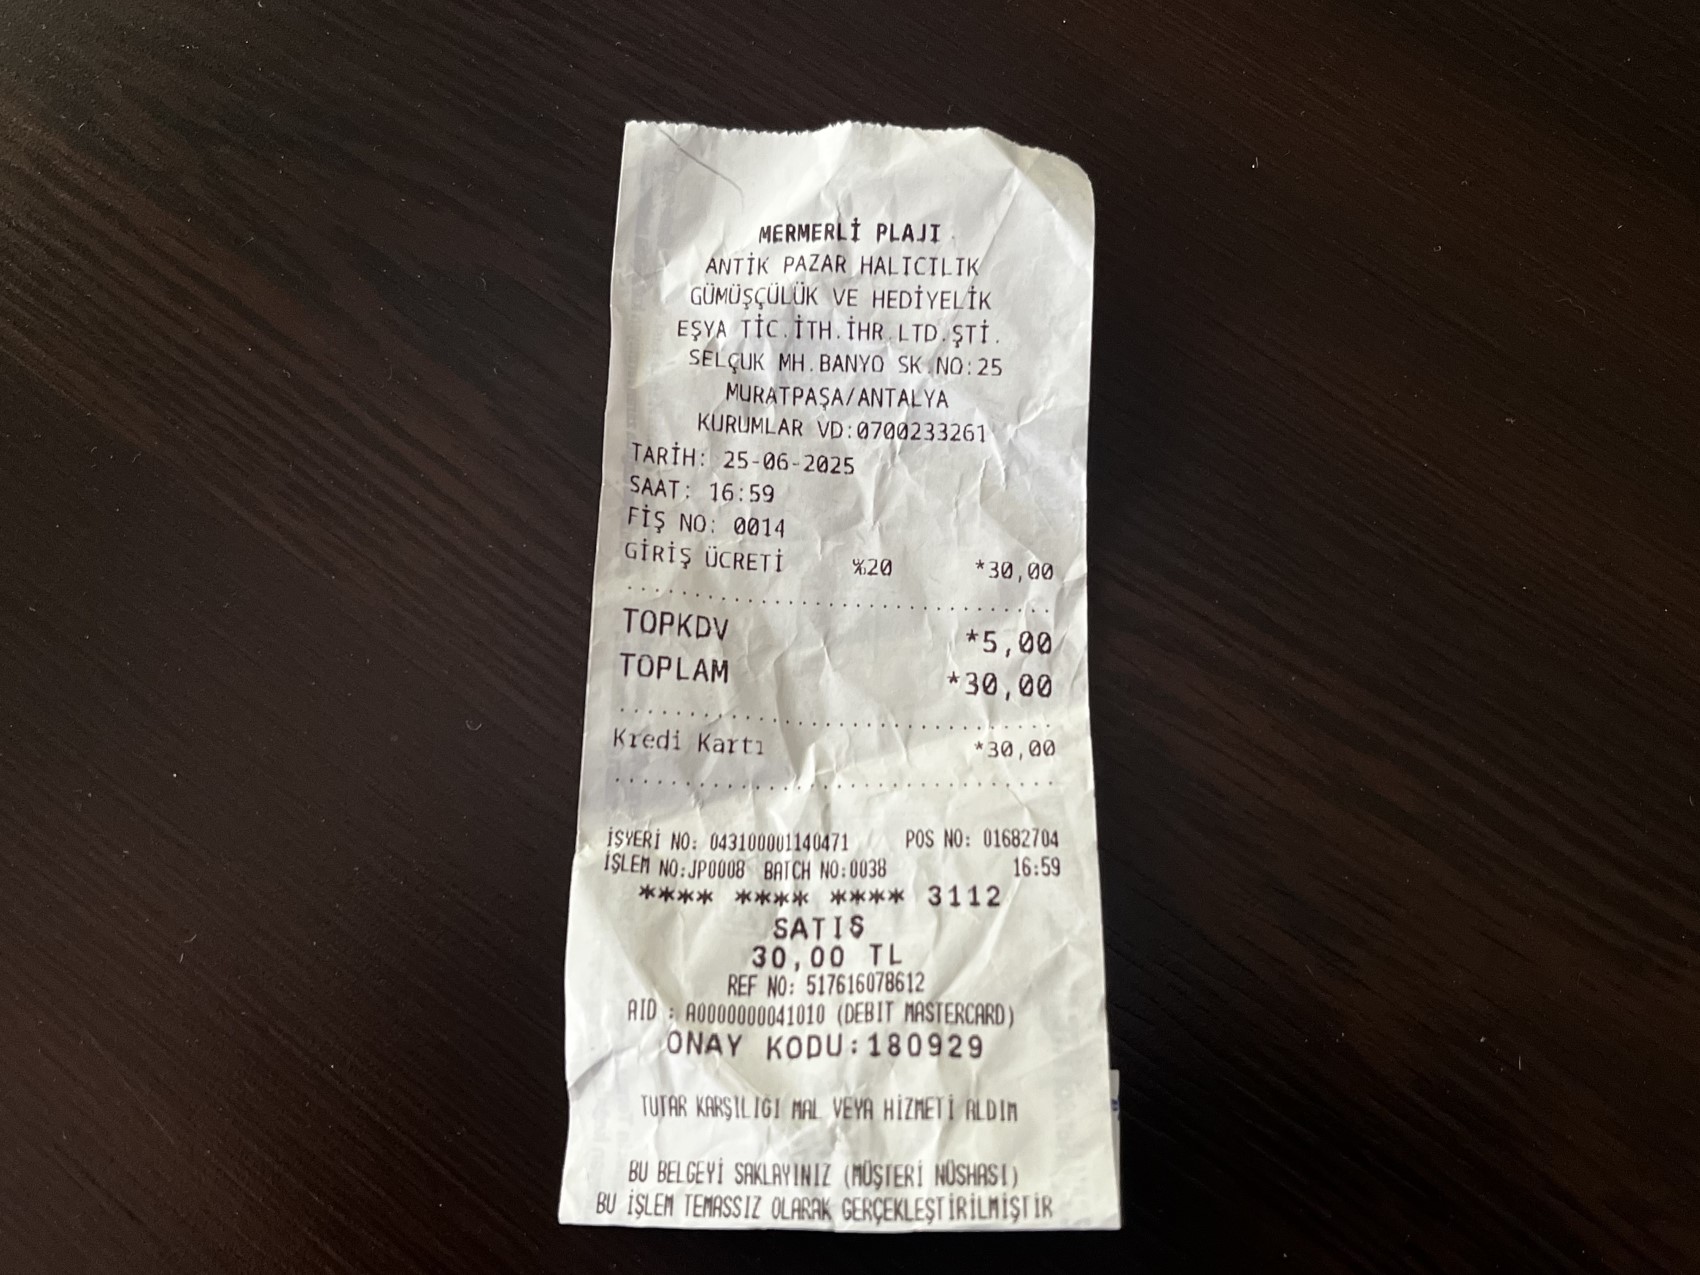 MERMERLİ PLAJI
ANTİK PAZAR HALICILIK
GÜMÜŞÇÜLÜK VE HEDİYELİK
EŞYA TİC.İTH.İHR.LTD.ŞTİ.
SELÇUK MH.BANYO SK.NO:25
MURATPAŞA/ANTALYA
KURUMLAR VD:0700233261
TARİH: 25-06-2025
SAAT: 16:59
FİŞ NO: 0014
GİRİŞ ÜCRETİ %20 *30,00
TOPKDV *5,00
TOPLAM *30,00
Kredi Kartı *30,00
İŞYERİ NO: 043100001140471 POS NO: 01682704
İŞLEM NO:JP0008 BATCH NO:0038 16:59
**** **** **** 3112
SATIŞ
30,00 TL
REF NO: 517616078612
AID : A0000000041010 (DEBIT MASTERCARD)
ONAY KODU:180929
TUTAR KARŞILIGI MAL VEYA HİZMETİ ALDIM
BU BELGEYİ SAKLAYINIZ (MÜŞTERİ NÜSHASI)
BU İŞLEM TEMASSIZ OLARAK GERÇEKLEŞTİRİLMİŞTİR